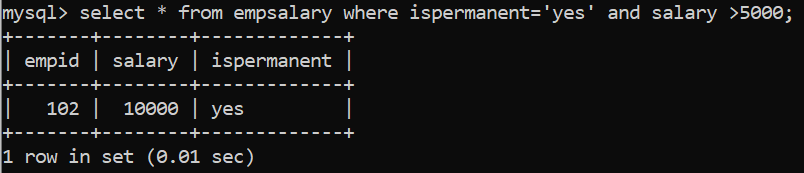 mysql> select * from empsalary where ispermanent='yes' and salary >5000;
+-------+--------+-------------+
| empid | salary | ispermanent |
+-------+--------+-------------+
|   102 |  10000 | yes         |
+-------+--------+-------------+
1 row in set (0.01 sec)